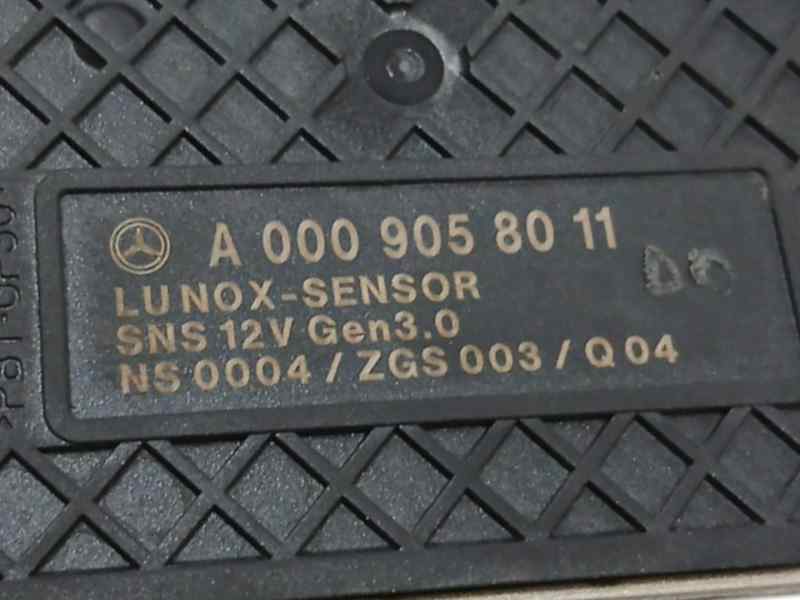 A 000 905 80 11
LUNOX-SENSOR
SNS 12V Gen3.0
NS 0004 / ZGS 003 / Q 04